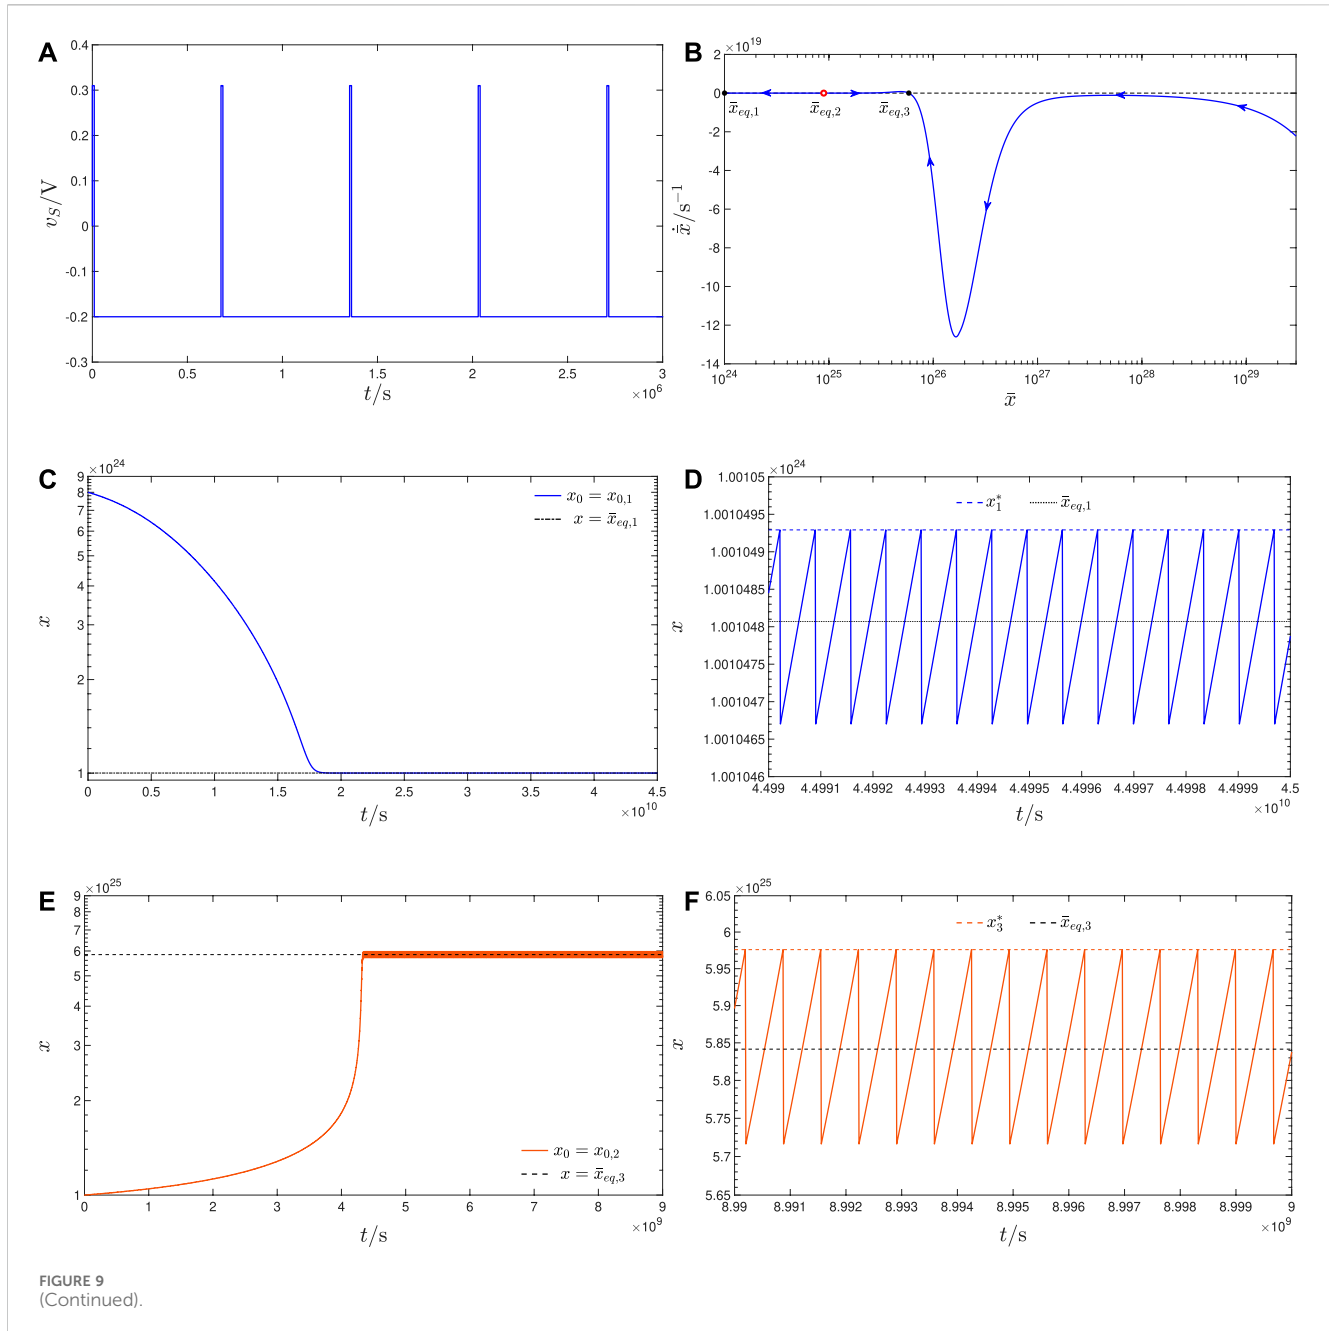 A
0.4
0.3
0.2
0.1
0
-0.1
-0.2
-0.3
v_S/V
0 0.5 1 1.5 2 2.5 3
×10^6
t/s
B
×10^19
2
0
-2
-4
-6
-8
-10
-12
-14
ẋ̄/s^−1
x̄_eq,1 x̄_eq,2 x̄_eq,3
10^24 10^25 10^26 10^27 10^28 10^29
x̄
C
×10^24
9
8
7
6
5
4
3
2
1
x
x_0 = x_0,1
x = x̄_eq,1
0 0.5 1 1.5 2 2.5 3 3.5 4 4.5
×10^10
t/s
D
×10^24
1.00105
1.0010495
1.001049
1.0010485
1.001048
1.0010475
1.001047
1.0010465
1.001046
x
x_1^* x̄_eq,1
4.499 4.4991 4.4992 4.4993 4.4994 4.4995 4.4996 4.4997 4.4998 4.4999 4.5
×10^10
t/s
E
×10^25
9
8
7
6
5
4
3
2
1
x
x_0 = x_0,2
x = x̄_eq,3
0 1 2 3 4 5 6 7 8 9
×10^9
t/s
F
×10^25
6.05
6
5.95
5.9
5.85
5.8
5.75
5.7
5.65
x
x_3^* x̄_eq,3
8.99 8.991 8.992 8.993 8.994 8.995 8.996 8.997 8.998 8.999 9
×10^9
t/s
FIGURE 9
(Continued).